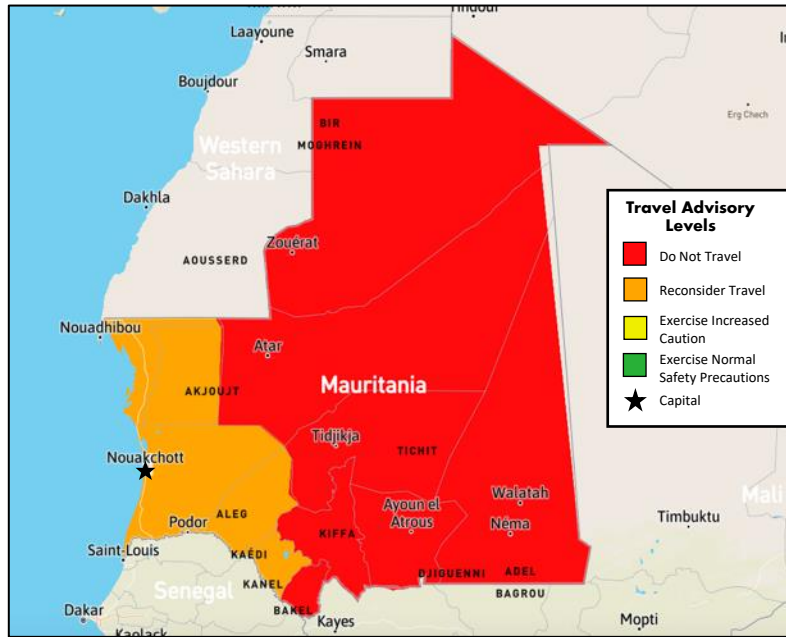 Laayoune
Smara
Boujdour
Erg Chech
BIR
MOGHREIN
Western
Sahara
Dakhla
Zouérat
AOUSSERD
Travel Advisory
Levels
Do Not Travel
Reconsider Travel
Exercise Increased
Caution
Exercise Normal
Safety Precautions
Capital
Nouadhibou
Atar
AKJOUJT
Mauritania
Tidjikja
TICHIT
Nouakchott
Walatah
Mali
Ayoun el
Atrous
ALEG
Podor
KIFFA
Néma
Timbuktu
Saint-Louis
KAÉDI
DJIGUENNI
ADEL
KANEL
BAGROU
Senegal
BAKEL
Dakar
Kayes
Mopti
Kaolack